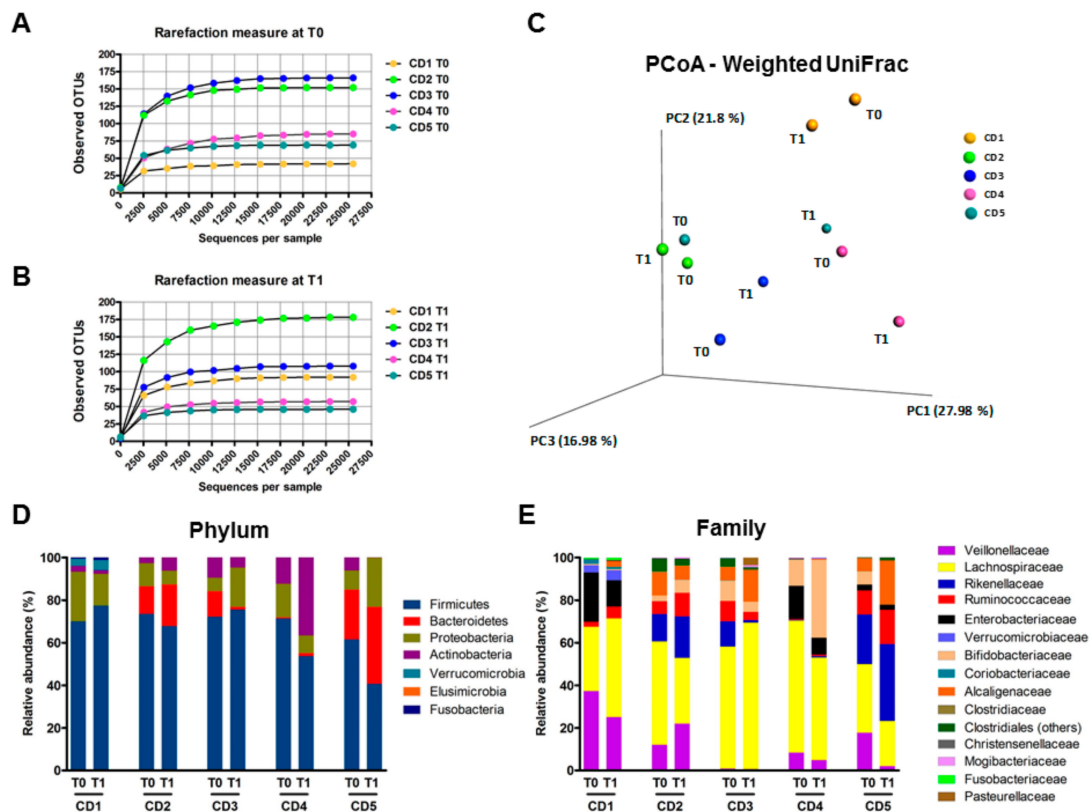 A
Rarefaction measure at T0
Observed OTUs
200
175
150
125
100
75
50
25
0
0
2500
5000
7500
10000
12500
15000
17500
20000
22500
25000
27500
Sequences per sample
CD1 T0
CD2 T0
CD3 T0
CD4 T0
CD5 T0
B
Rarefaction measure at T1
Observed OTUs
200
175
150
125
100
75
50
25
0
0
2500
5000
7500
10000
12500
15000
17500
20000
22500
25000
27500
Sequences per sample
CD1 T1
CD2 T1
CD3 T1
CD4 T1
CD5 T1
C
PCoA - Weighted UniFrac
PC2 (21.8 %)
T0
T1
T0
T1
T0
T1
T0
T1
T1
T0
PC1 (27.98 %)
PC3 (16.98 %)
CD1
CD2
CD3
CD4
CD5
D
Phylum
Relative abundance (%)
100
80
60
40
20
0
T0 T1
T0 T1
T0 T1
T0 T1
T0 T1
CD1
CD2
CD3
CD4
CD5
Firmicutes
Bacteroidetes
Proteobacteria
Actinobacteria
Verrucomicrobia
Elusimicrobia
Fusobacteria
E
Family
Relative abundance (%)
100
80
60
40
20
0
T0 T1
T0 T1
T0 T1
T0 T1
T0 T1
CD1
CD2
CD3
CD4
CD5
Veillonellaceae
Lachnospiraceae
Rikenellaceae
Ruminococcaceae
Enterobacteriaceae
Verrucomicrobiaceae
Bifidobacteriaceae
Coriobacteriaceae
Alcaligenaceae
Clostridiaceae
Clostridiales (others)
Christensenellaceae
Mogibacteriaceae
Fusobacteriaceae
Pasteurellaceae